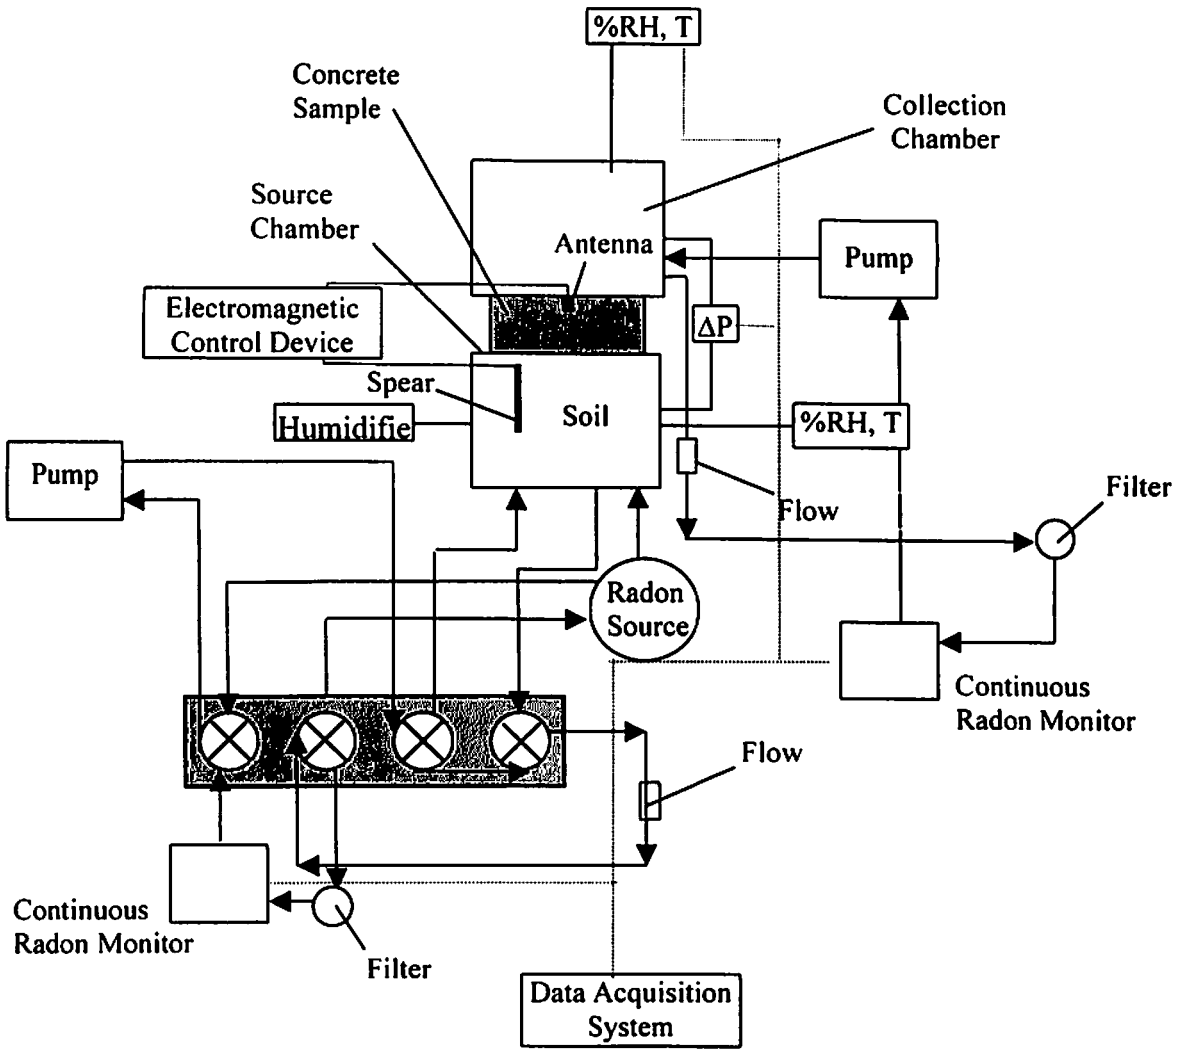 %RH, T
Concrete
Sample
Collection
Chamber
Source
Chamber
Antenna
Pump
Electromagnetic
Control Device
ΔP
Spear
Soil
%RH, T
Humidifie
Pump
Flow
Filter
Radon
Source
Continuous
Radon Monitor
Flow
Continuous
Radon Monitor
Filter
Data Acquisition
System